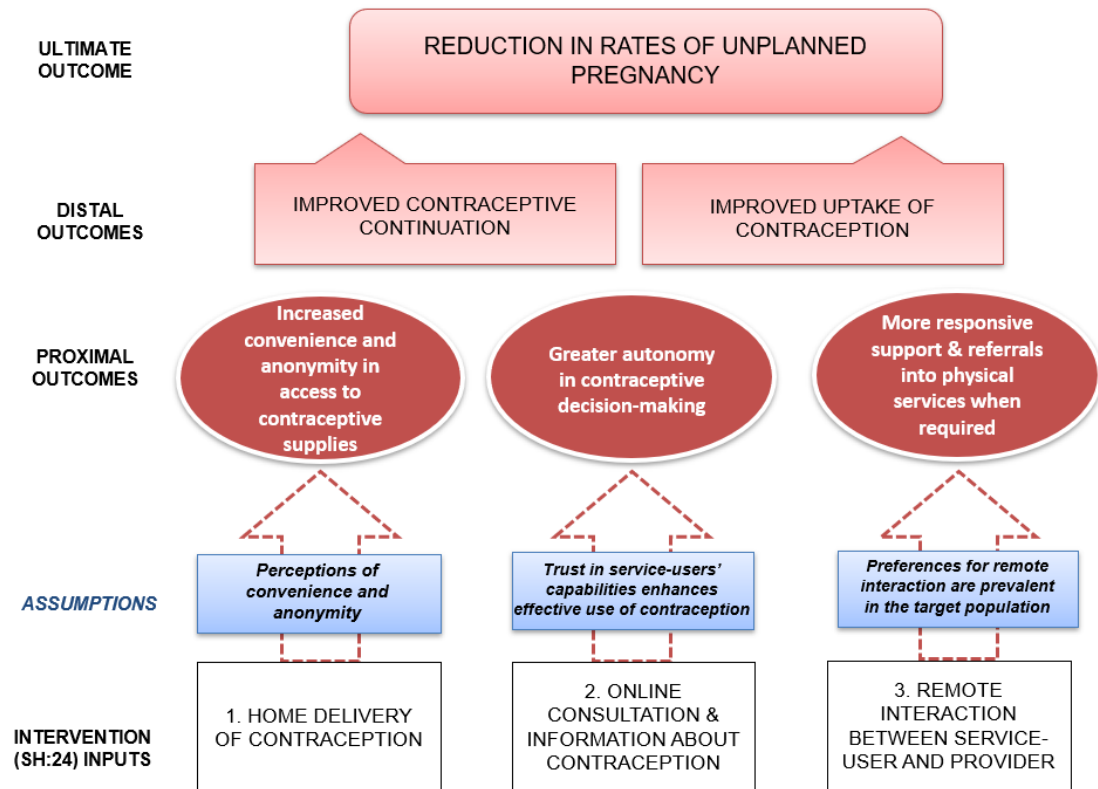 ULTIMATE
OUTCOME
REDUCTION IN RATES OF UNPLANNED
PREGNANCY
DISTAL
OUTCOMES
IMPROVED CONTRACEPTIVE
CONTINUATION
IMPROVED UPTAKE OF
CONTRACEPTION
PROXIMAL
OUTCOMES
Increased
convenience and
anonymity in
access to
contraceptive
supplies
Greater autonomy
in contraceptive
decision-making
More responsive
support & referrals
into physical
services when
required
ASSUMPTIONS
Perceptions of
convenience and
anonymity
Trust in service-users’
capabilities enhances
effective use of contraception
Preferences for remote
interaction are prevalent
in the target population
INTERVENTION
(SH:24) INPUTS
1. HOME DELIVERY
OF CONTRACEPTION
2. ONLINE
CONSULTATION &
INFORMATION ABOUT
CONTRACEPTION
3. REMOTE
INTERACTION
BETWEEN SERVICE-
USER AND PROVIDER